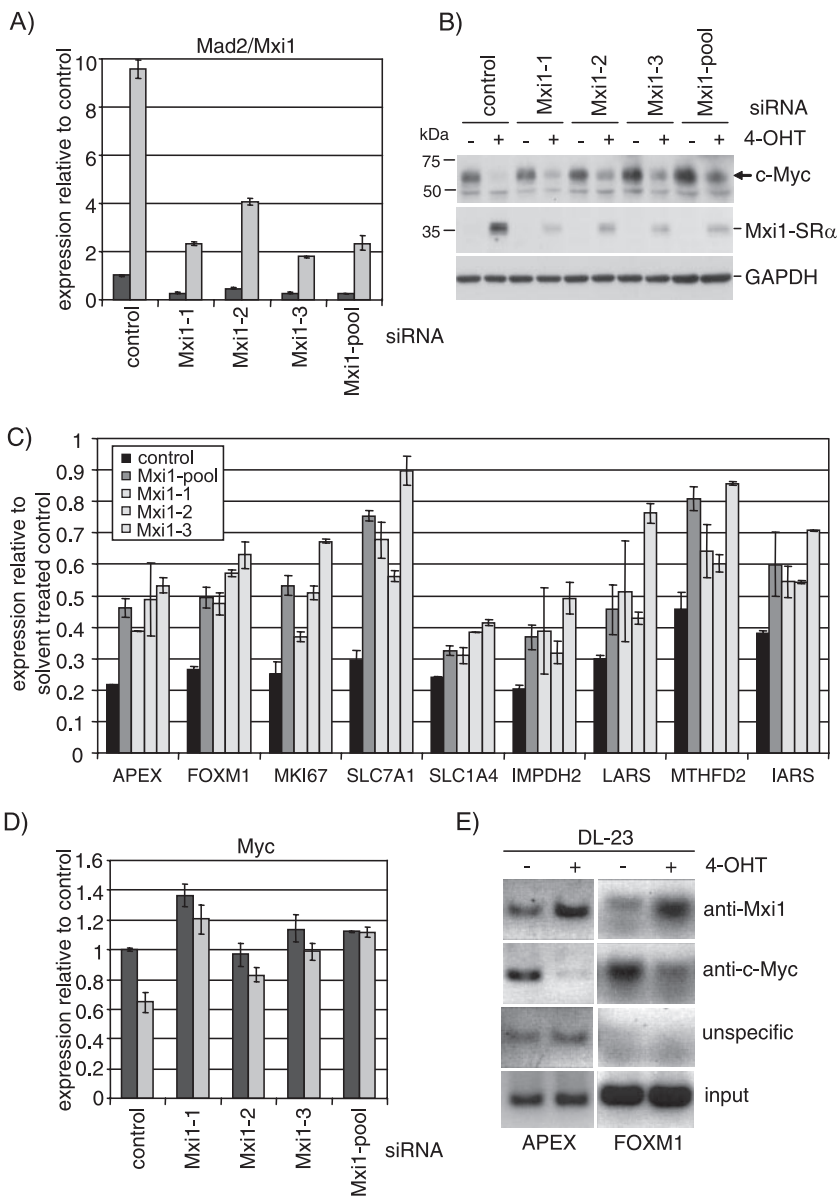 A)
Mad2/Mxi1
expression relative to control
10
8
6
4
2
0
control
Mxi1-1
Mxi1-2
Mxi1-3
Mxi1-pool
siRNA
B)
control
Mxi1-1
Mxi1-2
Mxi1-3
Mxi1-pool
siRNA
kDa
- + - + - + - + - +
4-OHT
75
50
c-Myc
35
Mxi1-SRα
GAPDH
C)
expression relative to
solvent treated control
1
0.9
0.8
0.7
0.6
0.5
0.4
0.3
0.2
0.1
0
control
Mxi1-pool
Mxi1-1
Mxi1-2
Mxi1-3
APEX FOXM1 MKI67 SLC7A1 SLC1A4 IMPDH2 LARS MTHFD2 IARS
D)
Myc
expression relative to control
1.6
1.4
1.2
1
0.8
0.6
0.4
0.2
0
control
Mxi1-1
Mxi1-2
Mxi1-3
Mxi1-pool
siRNA
E)
DL-23
- + - + 4-OHT
anti-Mxi1
anti-c-Myc
unspecific
input
APEX FOXM1